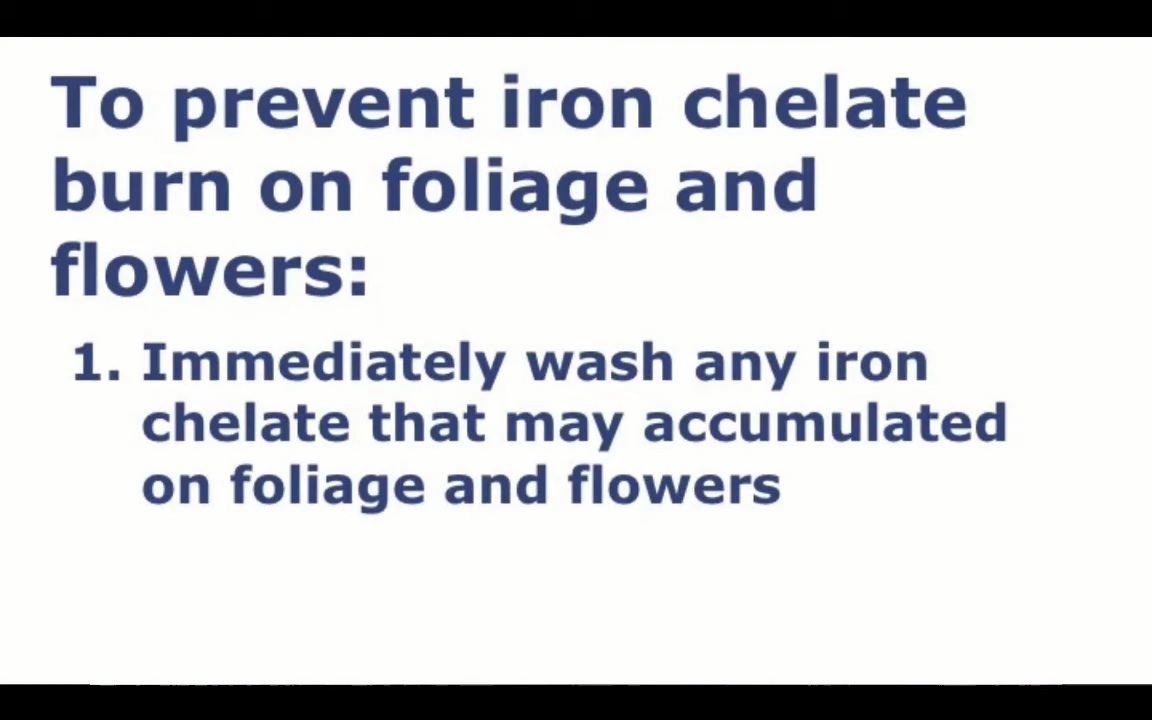 To prevent iron chelate
burn on foliage and
flowers:
1. Immediately wash any iron
chelate that may accumulated
on foliage and flowers